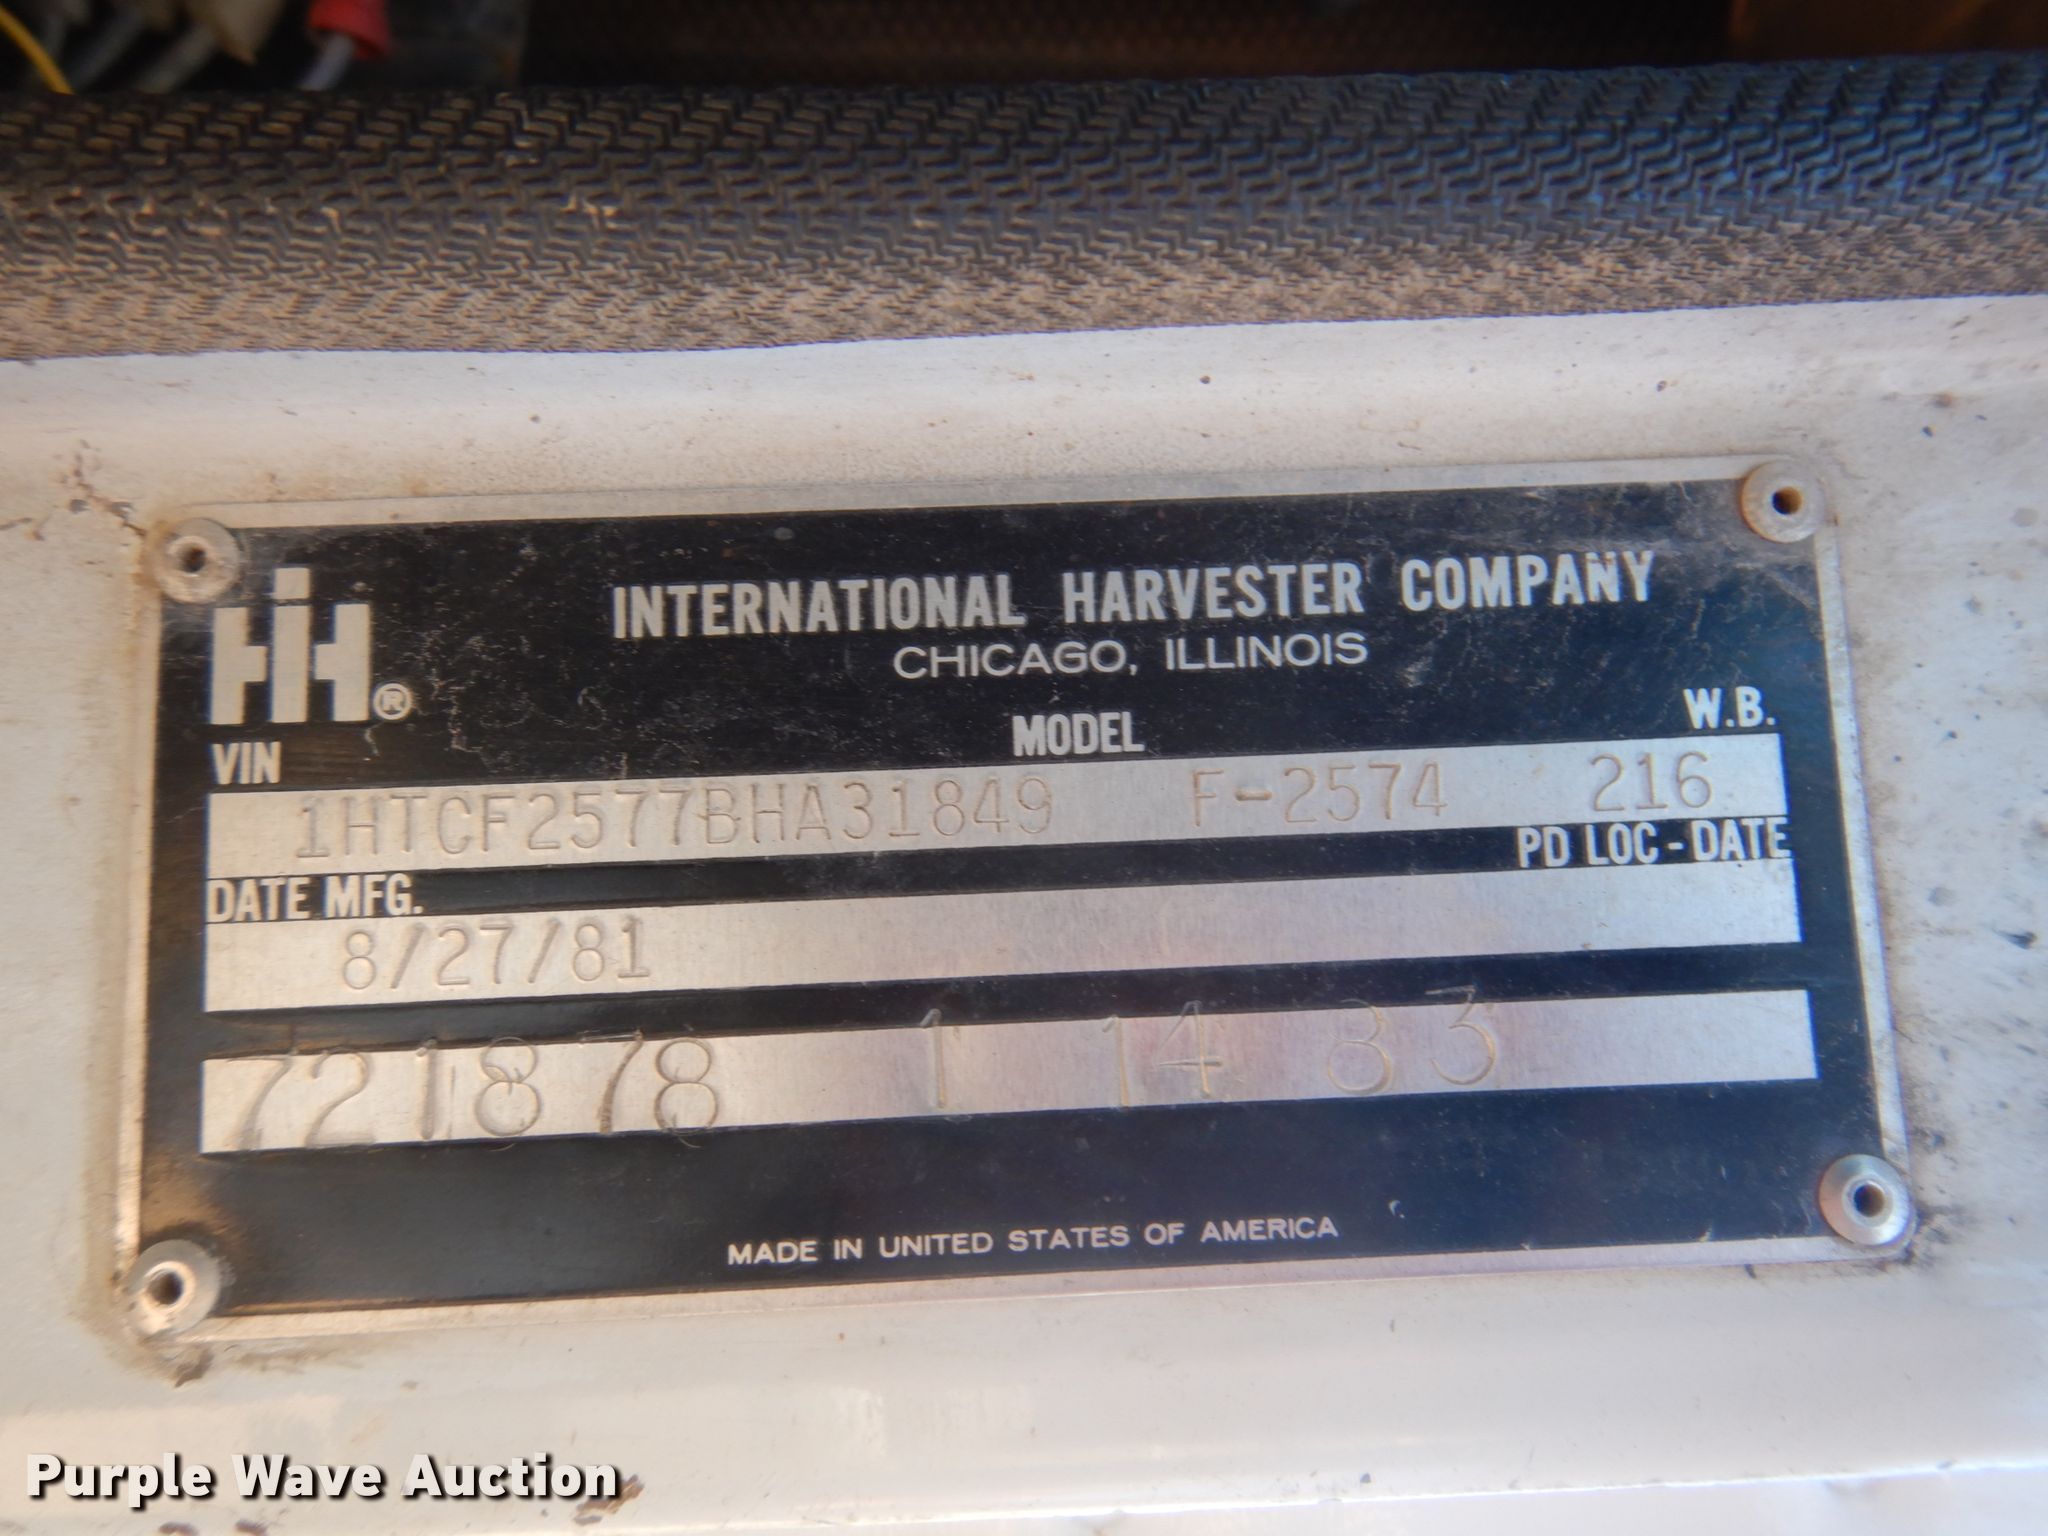 IH®
INTERNATIONAL HARVESTER COMPANY
CHICAGO, ILLINOIS
VIN MODEL W.B.
1HTCF2577BHA31849 F-2574 216
DATE MFG. PD LOC-DATE
8/27/81
721878 1 14 83
MADE IN UNITED STATES OF AMERICA
Purple Wave Auction